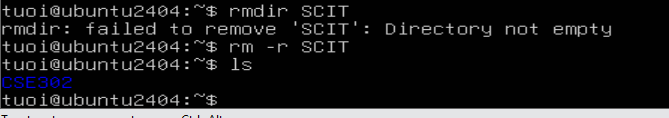 tuoi@ubuntu2404:~$ rmdir SCIT
rmdir: failed to remove 'SCIT': Directory not empty
tuoi@ubuntu2404:~$ rm -r SCIT
tuoi@ubuntu2404:~$ ls
CSE302
tuoi@ubuntu2404:~$